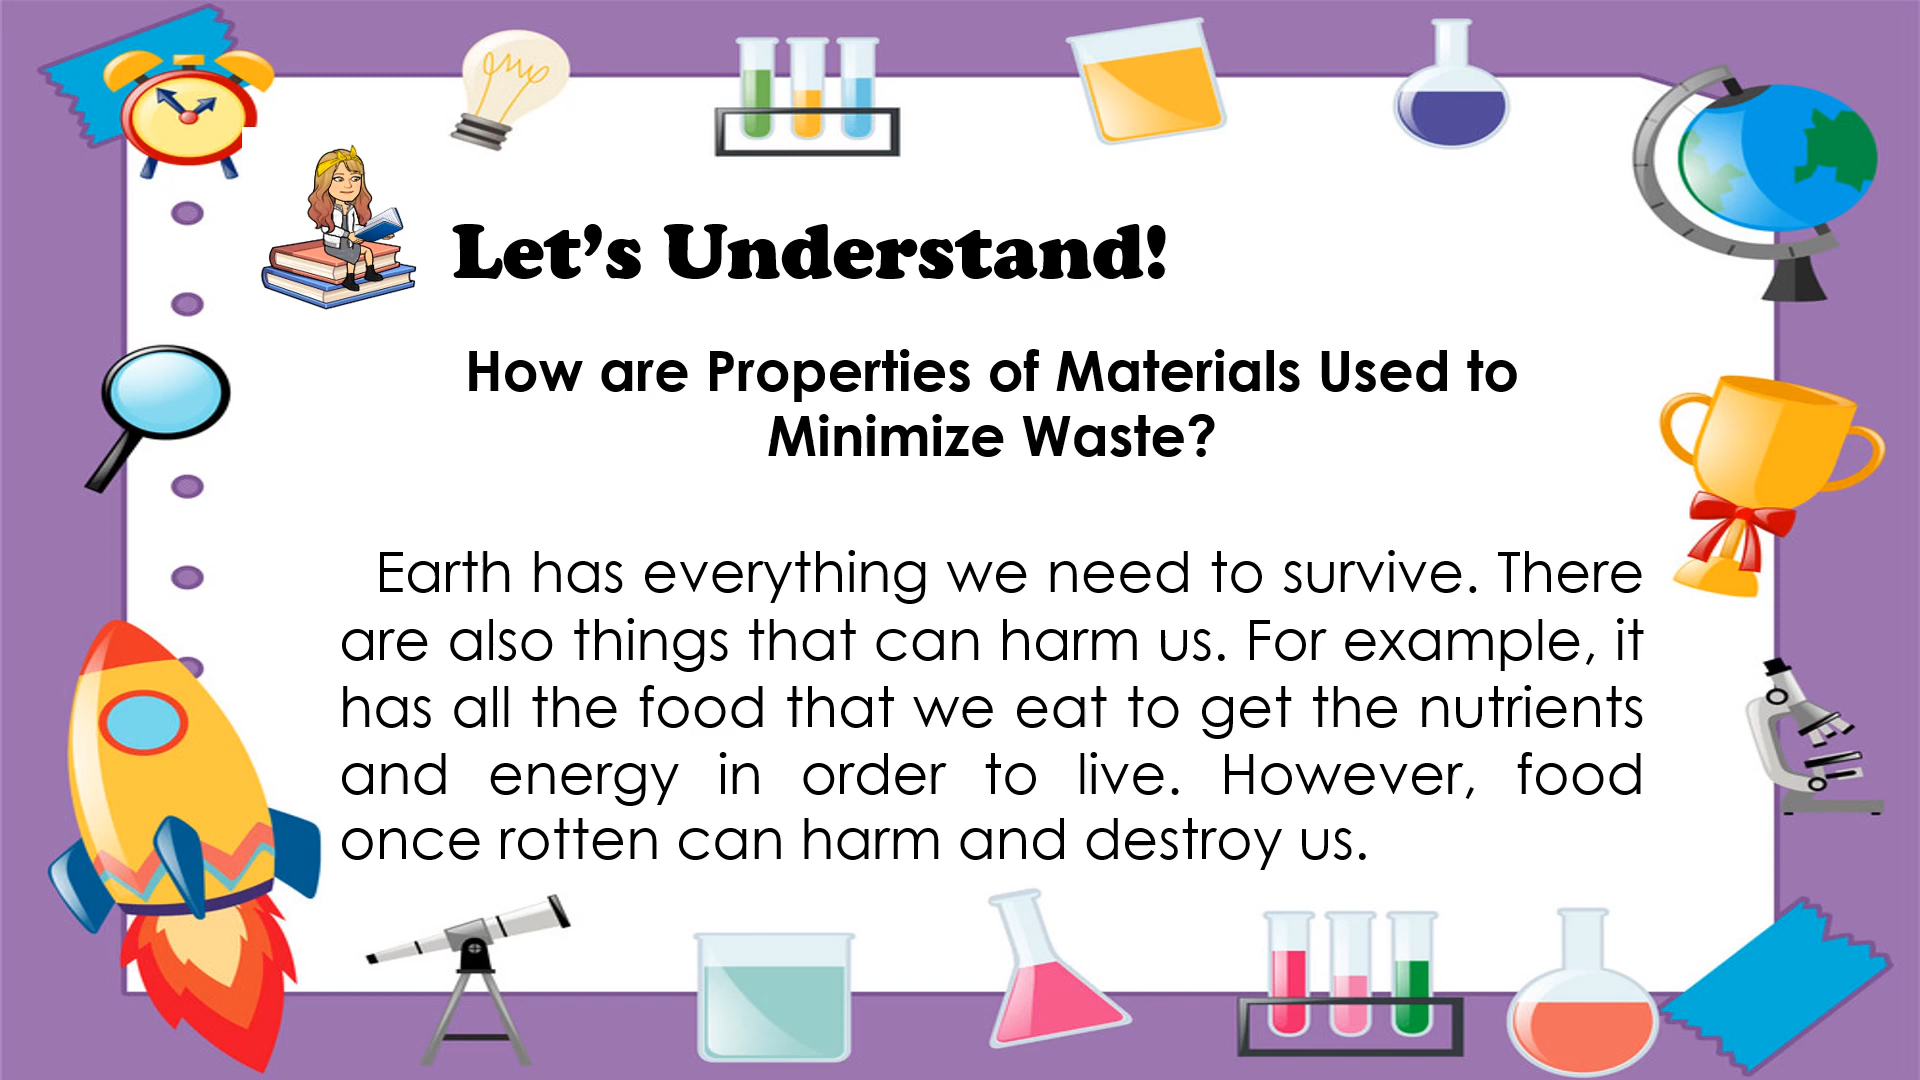 Let’s Understand!
How are Properties of Materials Used to
Minimize Waste?
Earth has everything we need to survive. There
are also things that can harm us. For example, it
has all the food that we eat to get the nutrients
and energy in order to live. However, food
once rotten can harm and destroy us.